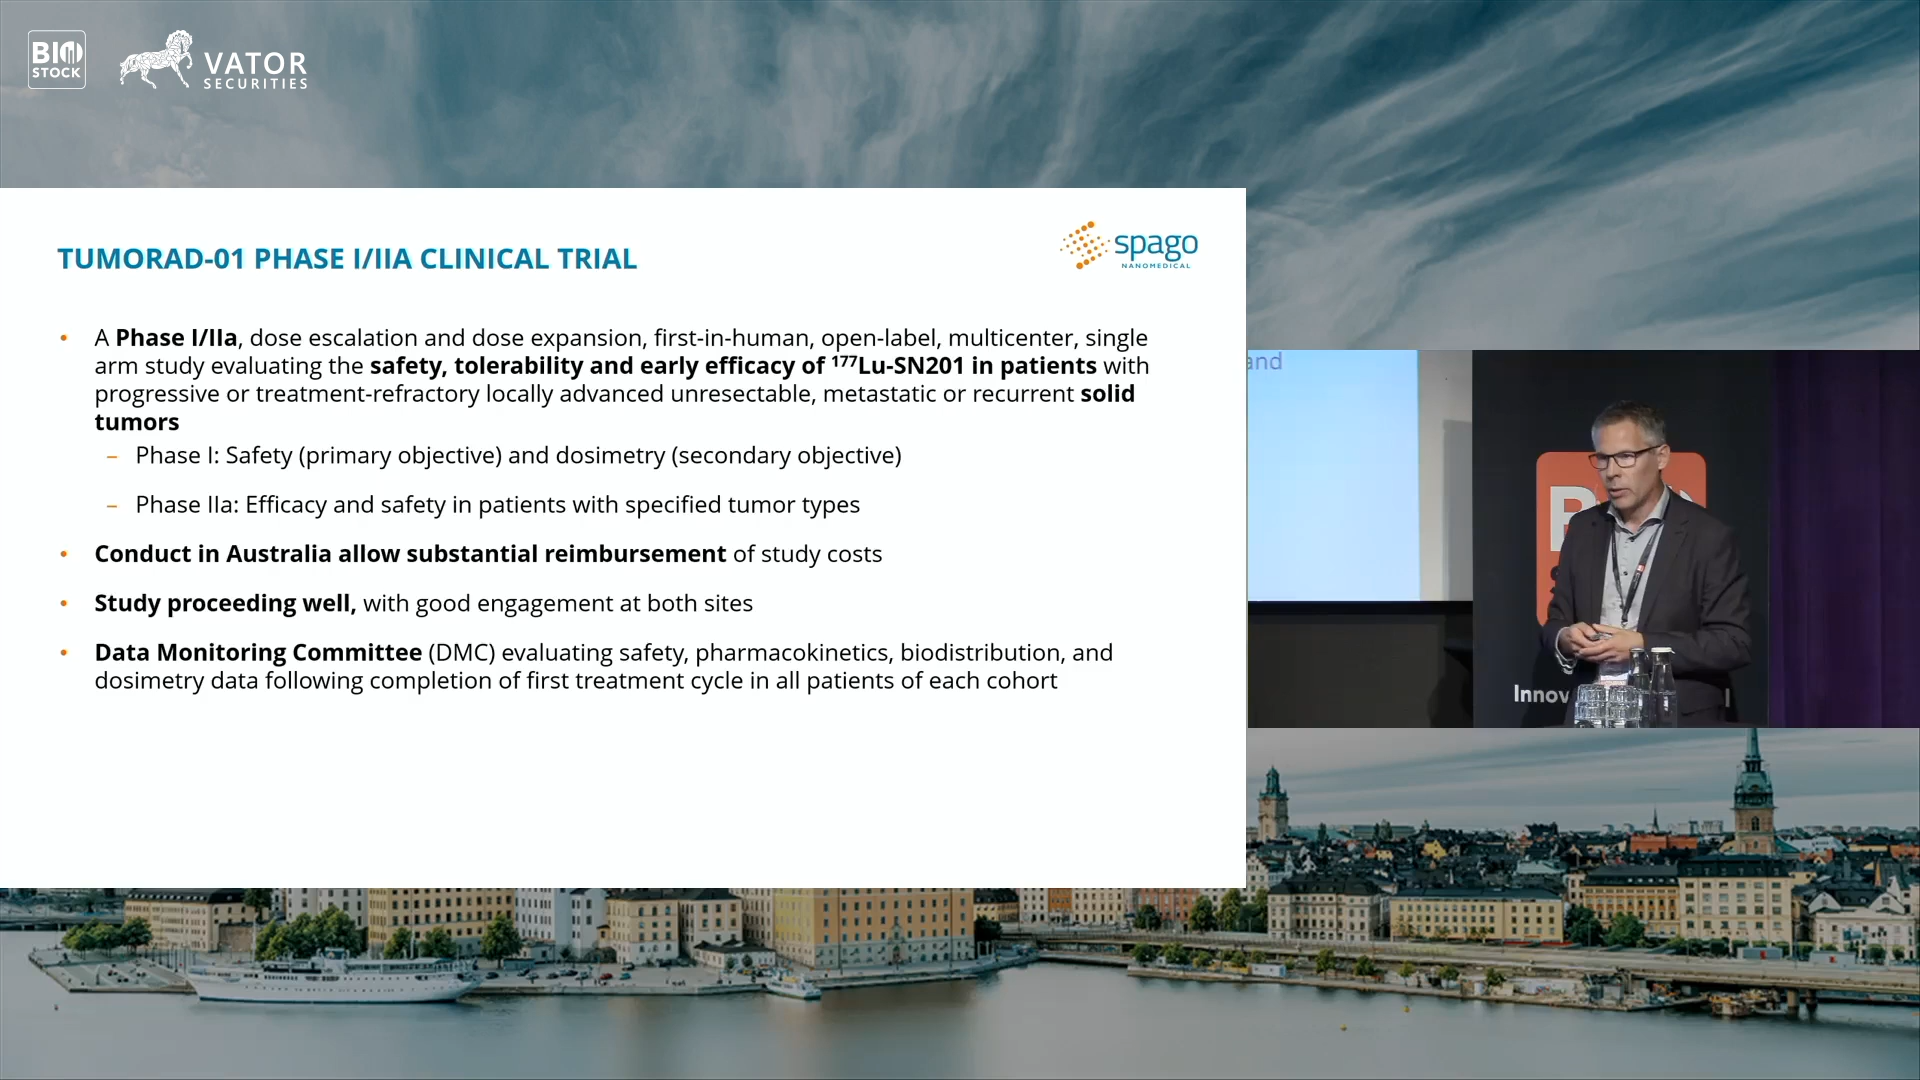 BIO
STOCK
VATOR
SECURITIES
TUMORAD-01 PHASE I/IIA CLINICAL TRIAL
spago
NANOMEDICAL
• A Phase I/IIa, dose escalation and dose expansion, first-in-human, open-label, multicenter, single
arm study evaluating the safety, tolerability and early efficacy of ¹⁷⁷Lu-SN201 in patients with
progressive or treatment-refractory locally advanced unresectable, metastatic or recurrent solid
tumors
– Phase I: Safety (primary objective) and dosimetry (secondary objective)
– Phase IIa: Efficacy and safety in patients with specified tumor types
• Conduct in Australia allow substantial reimbursement of study costs
• Study proceeding well, with good engagement at both sites
• Data Monitoring Committee (DMC) evaluating safety, pharmacokinetics, biodistribution, and
dosimetry data following completion of first treatment cycle in all patients of each cohort
and
Innov